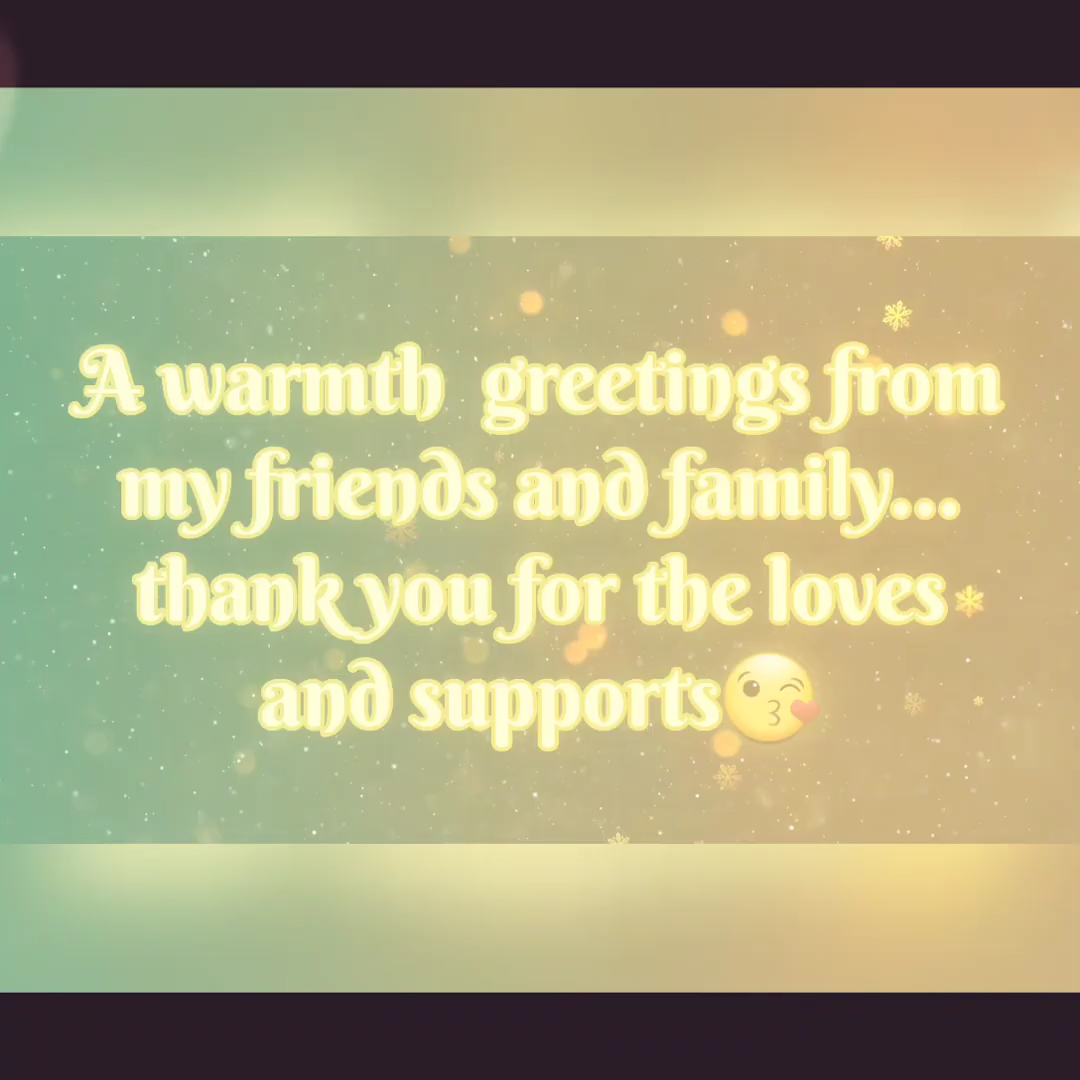 A warmth greetings from
my friends and family...
thank you for the loves
and supports😘